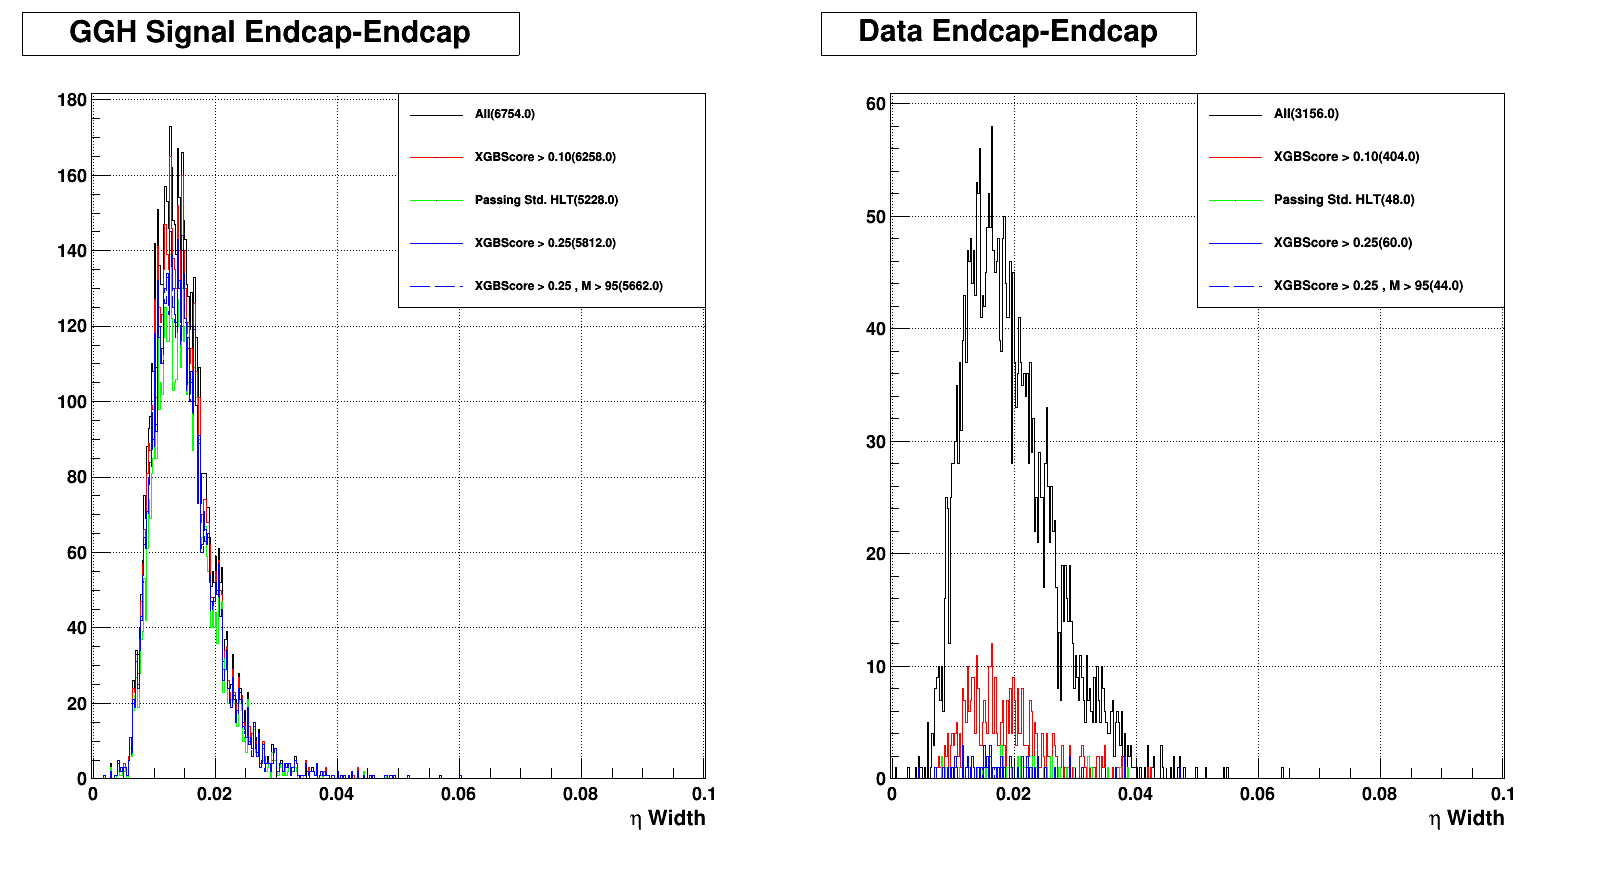 GGH Signal Endcap-Endcap
180
160
140
120
100
80
60
40
20
0
0
0.02
0.04
0.06
0.08
0.1
η Width
All(6754.0)
XGBScore > 0.10(6258.0)
Passing Std. HLT(5228.0)
XGBScore > 0.25(5812.0)
XGBScore > 0.25 , M > 95(5662.0)
Data Endcap-Endcap
60
50
40
30
20
10
0
0
0.02
0.04
0.06
0.08
0.1
η Width
All(3156.0)
XGBScore > 0.10(404.0)
Passing Std. HLT(48.0)
XGBScore > 0.25(60.0)
XGBScore > 0.25 , M > 95(44.0)